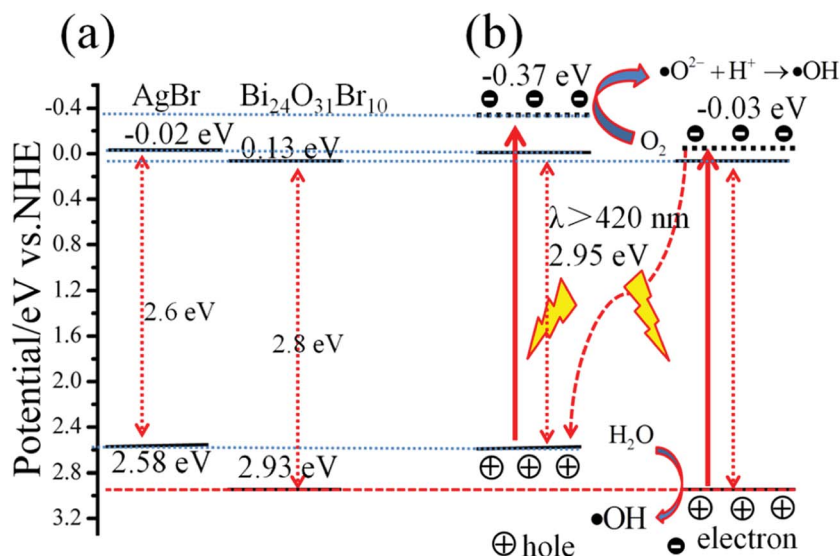 (a)
(b)
Potential/eV vs.NHE
-0.4
0.0
0.4
0.8
1.2
1.6
2.0
2.4
2.8
3.2
AgBr
Bi₂₄O₃₁Br₁₀
-0.02 eV
0.13 eV
2.6 eV
2.8 eV
2.58 eV
2.93 eV
-0.37 eV
•O²⁻ + H⁺ → •OH
O₂
-0.03 eV
λ＞420 nm
2.95 eV
H₂O
•OH
⊕ hole
electron